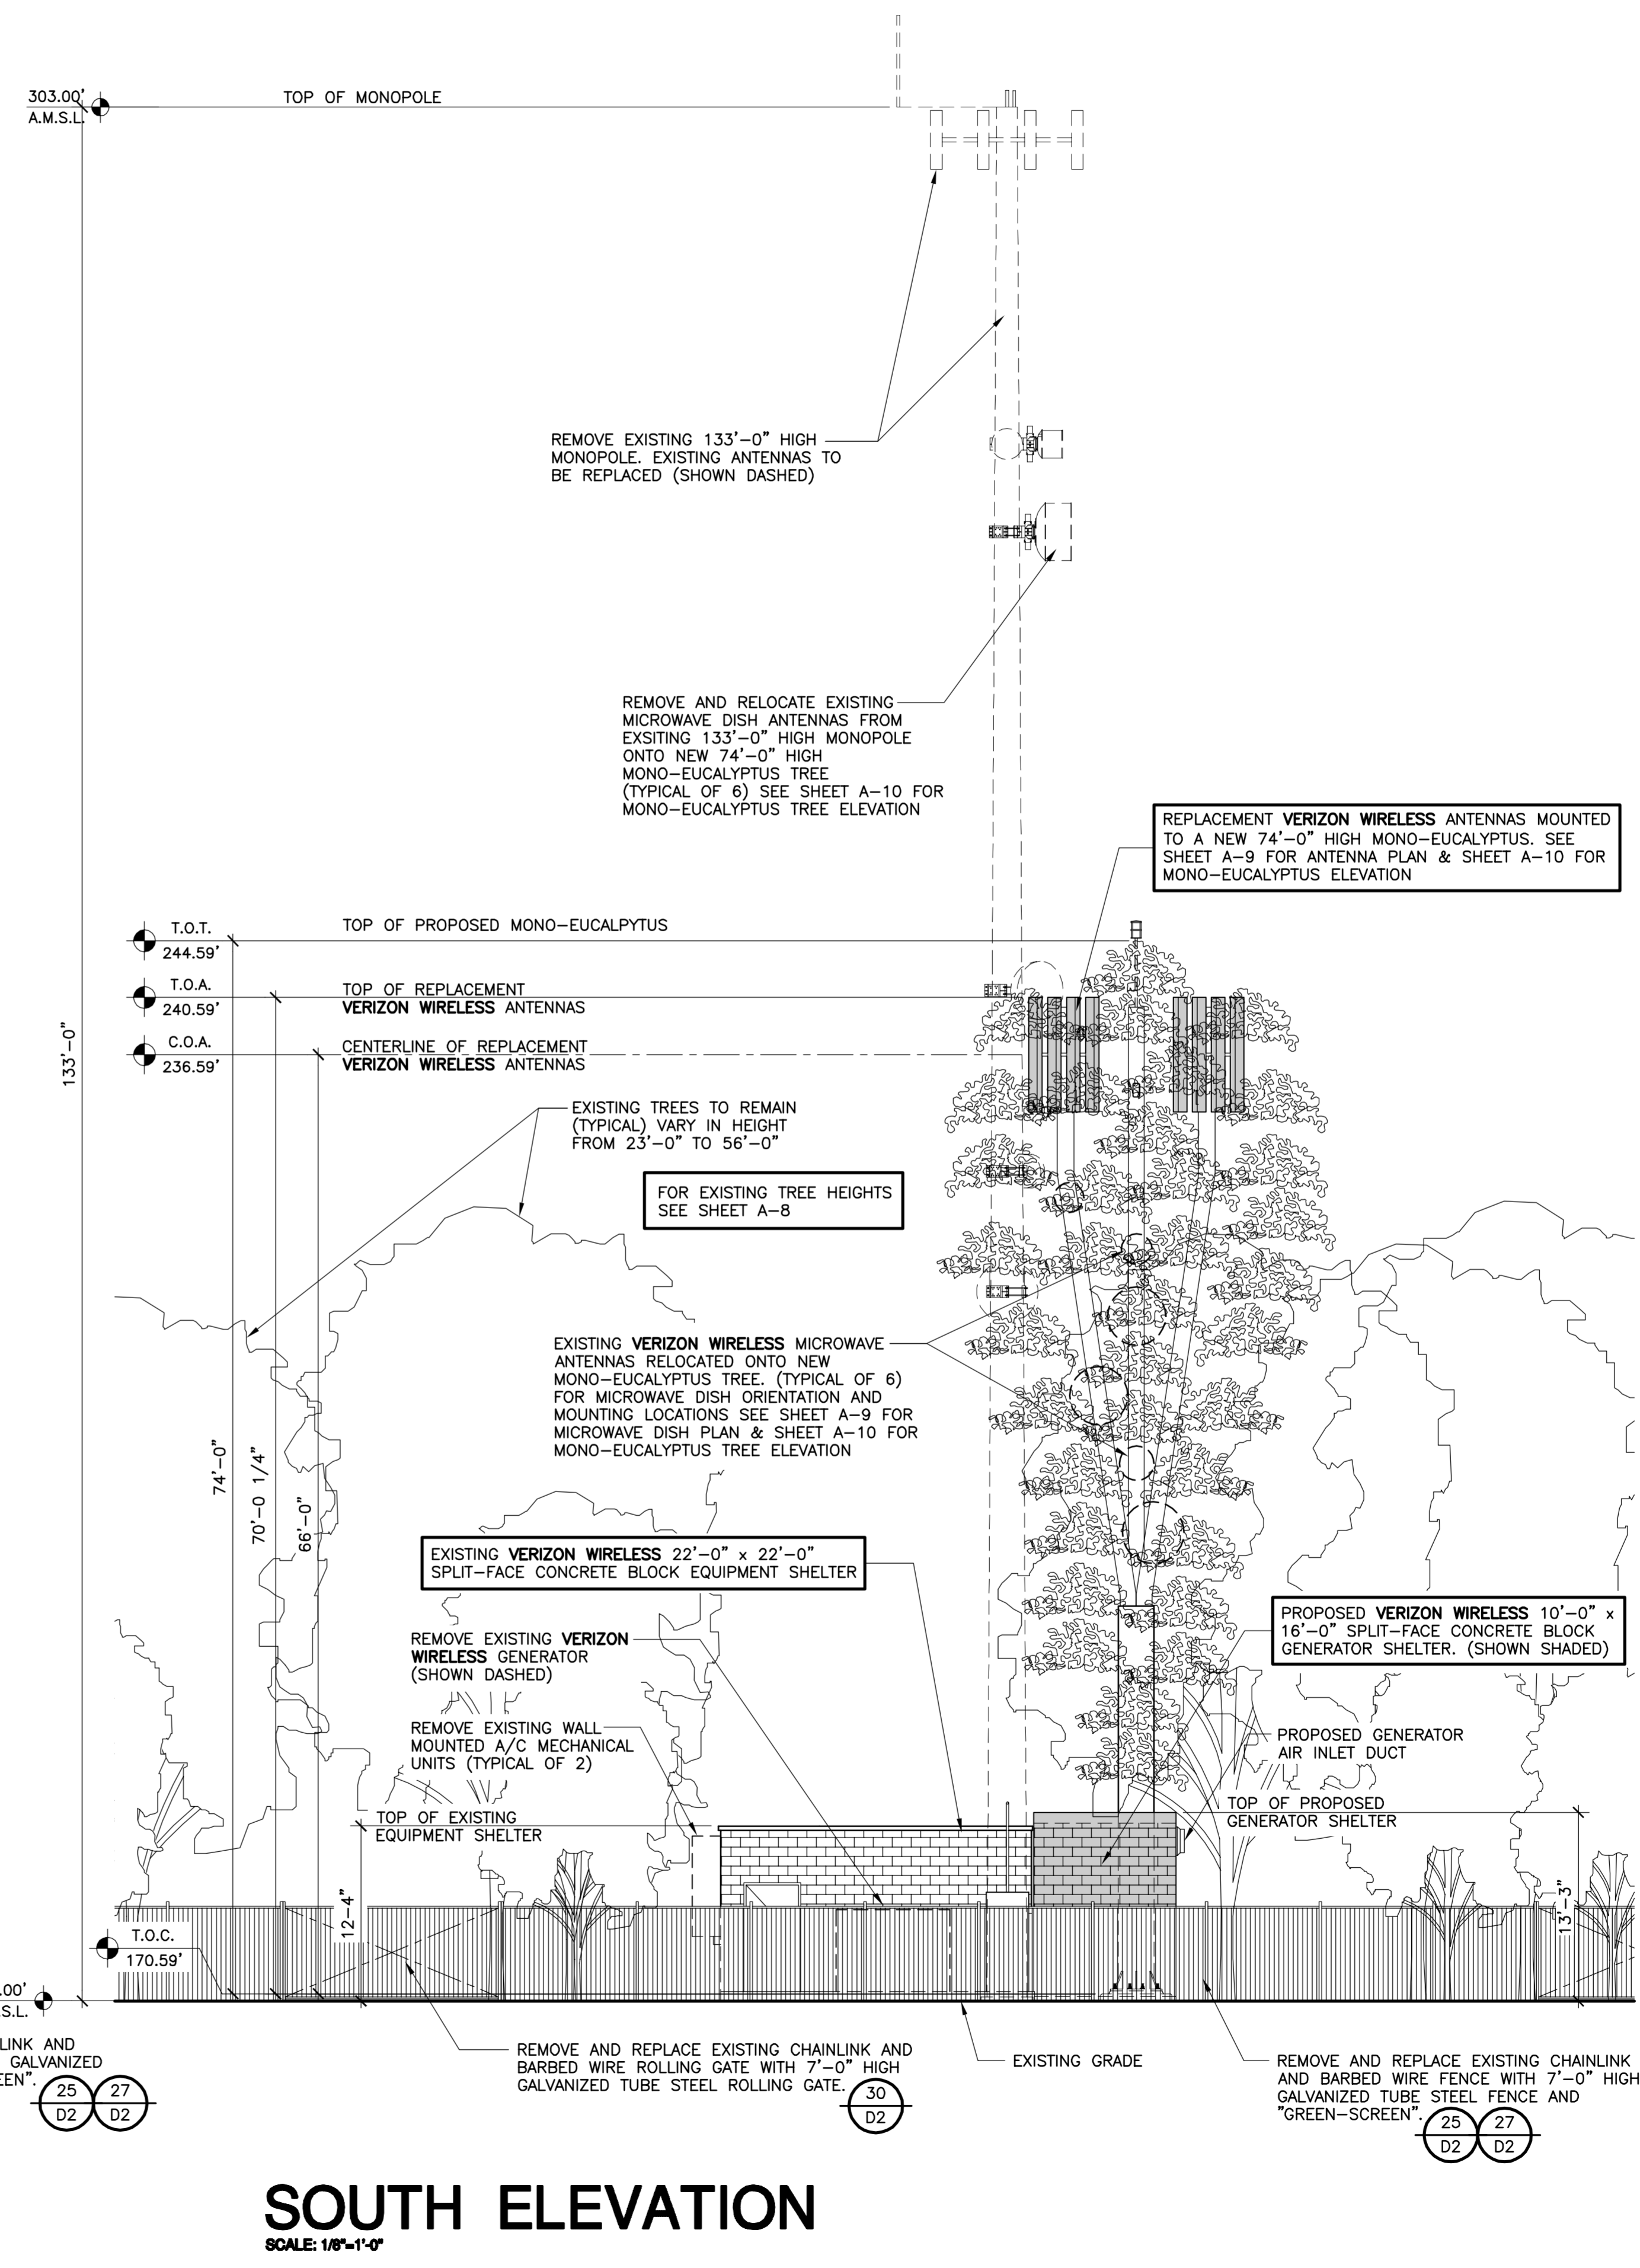 303.00'
A.M.S.L.
TOP OF MONOPOLE
REMOVE EXISTING 133'-0" HIGH
MONOPOLE. EXISTING ANTENNAS TO
BE REPLACED (SHOWN DASHED)
REMOVE AND RELOCATE EXISTING
MICROWAVE DISH ANTENNAS FROM
EXSITING 133'-0" HIGH MONOPOLE
ONTO NEW 74'-0" HIGH
MONO-EUCALYPTUS TREE
(TYPICAL OF 6) SEE SHEET A-10 FOR
MONO-EUCALYPTUS TREE ELEVATION
REPLACEMENT VERIZON WIRELESS ANTENNAS MOUNTED
TO A NEW 74'-0" HIGH MONO-EUCALYPTUS. SEE
SHEET A-9 FOR ANTENNA PLAN & SHEET A-10 FOR
MONO-EUCALYPTUS ELEVATION
T.O.T.
244.59'
TOP OF PROPOSED MONO-EUCALPYTUS
T.O.A.
240.59'
TOP OF REPLACEMENT
VERIZON WIRELESS ANTENNAS
C.O.A.
236.59'
CENTERLINE OF REPLACEMENT
VERIZON WIRELESS ANTENNAS
133'-0"
EXISTING TREES TO REMAIN
(TYPICAL) VARY IN HEIGHT
FROM 23'-0" TO 56'-0"
FOR EXISTING TREE HEIGHTS
SEE SHEET A-8
EXISTING VERIZON WIRELESS MICROWAVE
ANTENNAS RELOCATED ONTO NEW
MONO-EUCALYPTUS TREE. (TYPICAL OF 6)
FOR MICROWAVE DISH ORIENTATION AND
MOUNTING LOCATIONS SEE SHEET A-9 FOR
MICROWAVE DISH PLAN & SHEET A-10 FOR
MONO-EUCALYPTUS TREE ELEVATION
74'-0"
70'-0 1/4"
66'-0"
EXISTING VERIZON WIRELESS 22'-0" x 22'-0"
SPLIT-FACE CONCRETE BLOCK EQUIPMENT SHELTER
PROPOSED VERIZON WIRELESS 10'-0" x
16'-0" SPLIT-FACE CONCRETE BLOCK
GENERATOR SHELTER. (SHOWN SHADED)
REMOVE EXISTING VERIZON
WIRELESS GENERATOR
(SHOWN DASHED)
REMOVE EXISTING WALL
MOUNTED A/C MECHANICAL
UNITS (TYPICAL OF 2)
PROPOSED GENERATOR
AIR INLET DUCT
TOP OF EXISTING
EQUIPMENT SHELTER
TOP OF PROPOSED
GENERATOR SHELTER
12'-4"
13'-3"
T.O.C.
170.59'
.00'
.S.L.
LINK AND
GALVANIZED
EEN".
25
D2
27
D2
REMOVE AND REPLACE EXISTING CHAINLINK AND
BARBED WIRE ROLLING GATE WITH 7'-0" HIGH
GALVANIZED TUBE STEEL ROLLING GATE.
30
D2
EXISTING GRADE
REMOVE AND REPLACE EXISTING CHAINLINK
AND BARBED WIRE FENCE WITH 7'-0" HIGH
GALVANIZED TUBE STEEL FENCE AND
"GREEN-SCREEN".
25
D2
27
D2
SOUTH ELEVATION
SCALE: 1/8"=1'-0"